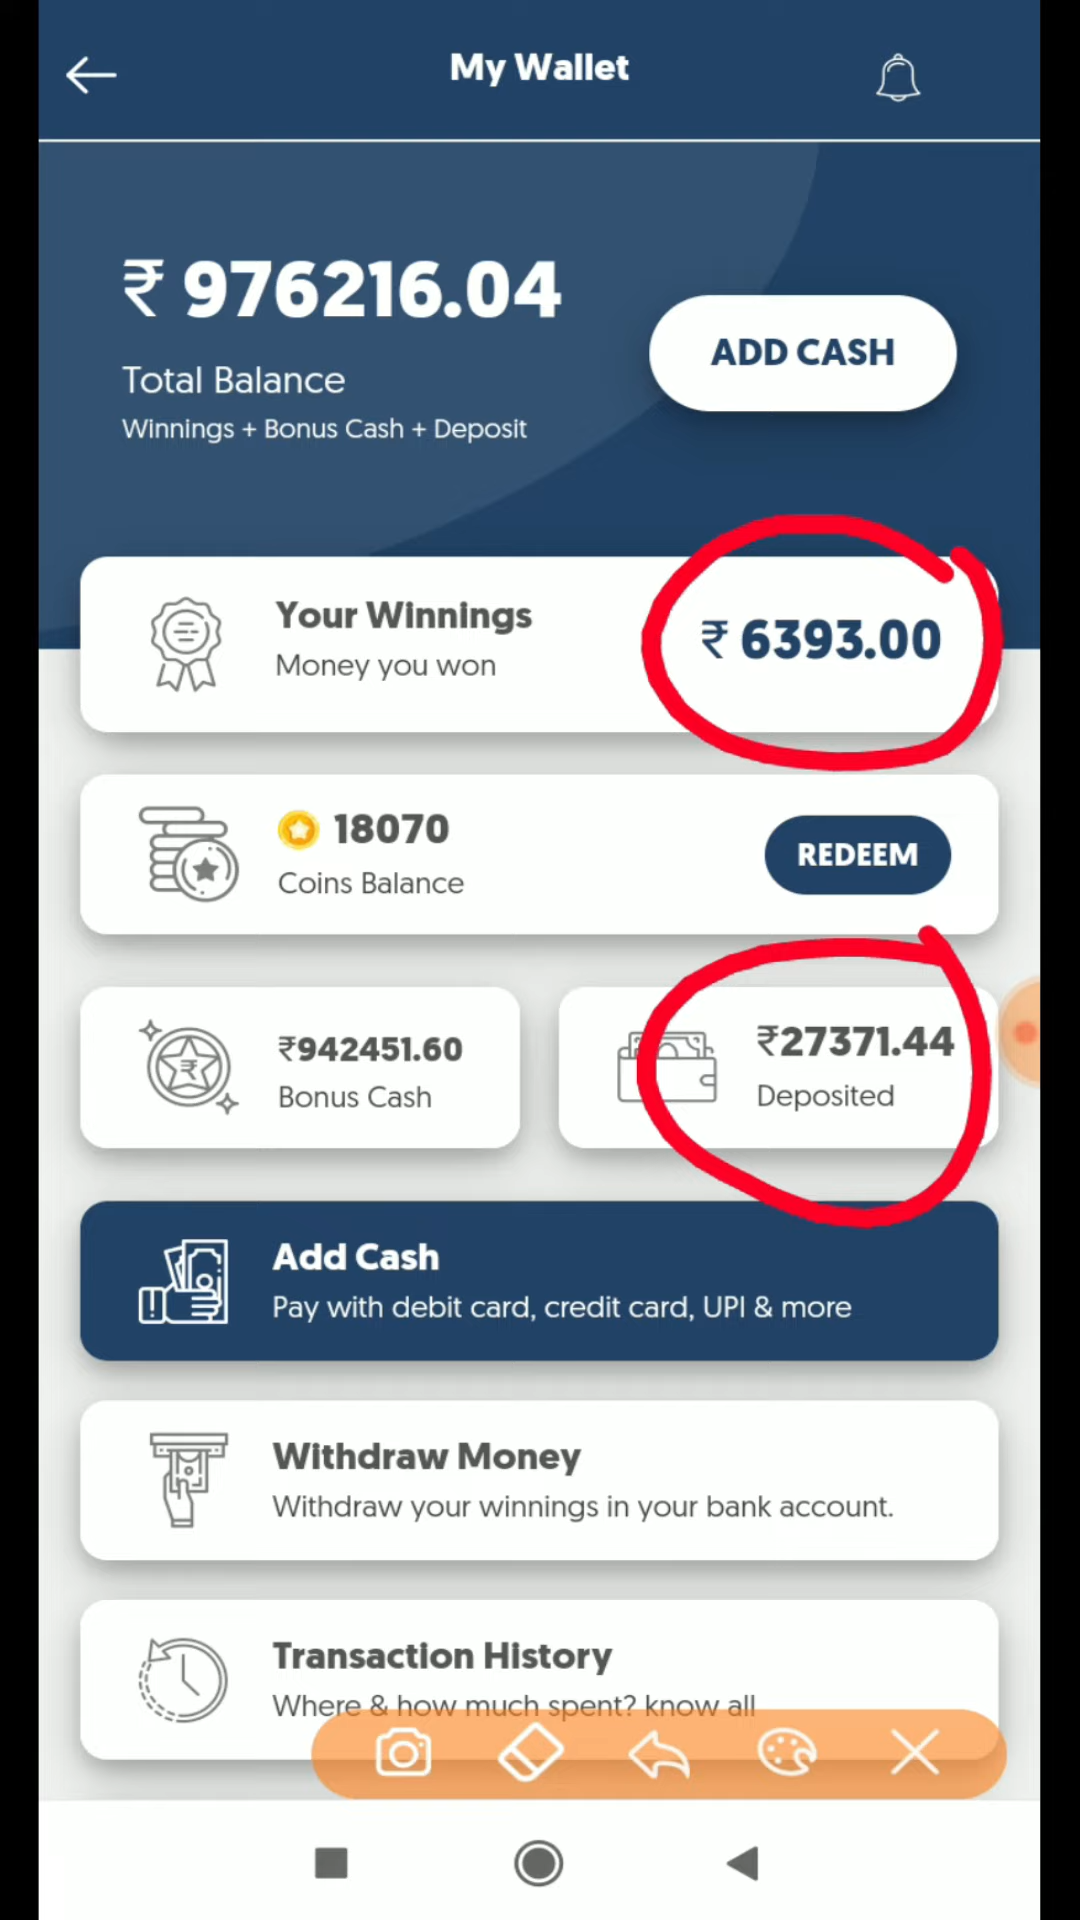 My Wallet
₹ 976216.04
Total Balance
Winnings + Bonus Cash + Deposit
ADD CASH
Your Winnings
Money you won
₹ 6393.00
18070
Coins Balance
REDEEM
₹942451.60
Bonus Cash
₹27371.44
Deposited
Add Cash
Pay with debit card, credit card, UPI & more
Withdraw Money
Withdraw your winnings in your bank account.
Transaction History
Where & how much spent? know all